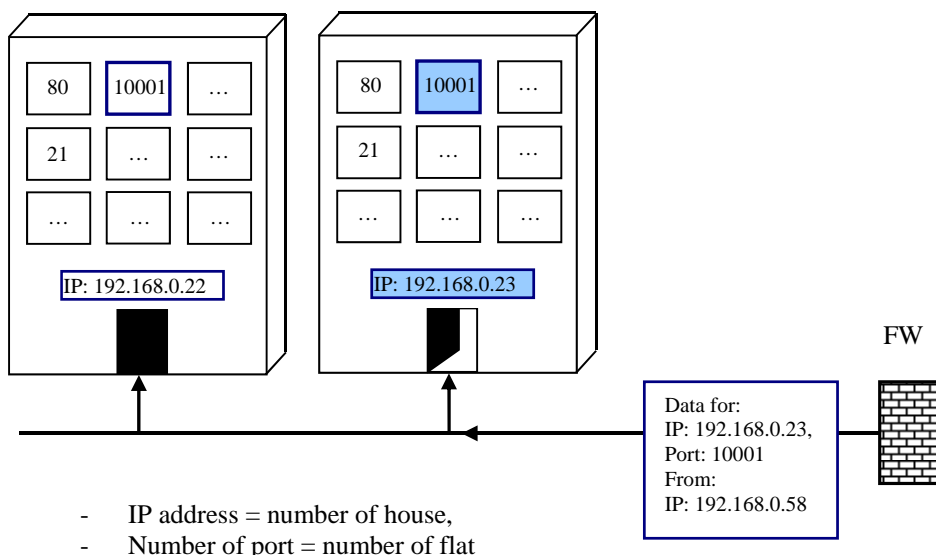 80 10001 …
21 … …
… … …
IP: 192.168.0.22
80 10001 …
21 … …
… … …
IP: 192.168.0.23
FW
Data for:
IP: 192.168.0.23,
Port: 10001
From:
IP: 192.168.0.58
- IP address = number of house,
- Number of port = number of flat